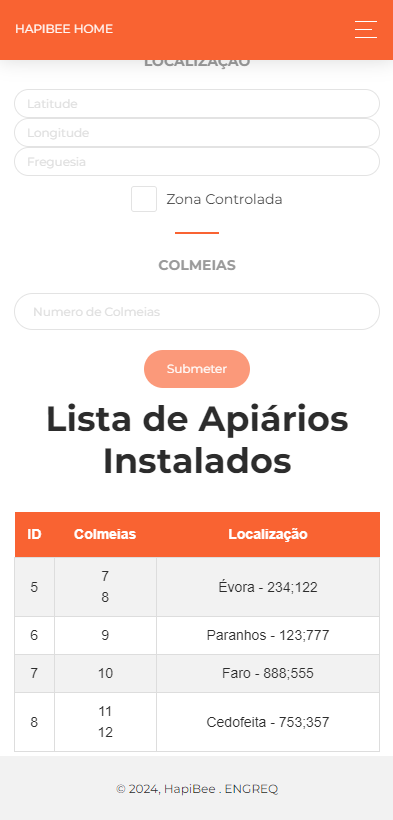 HAPIBEE HOME
LOCALIZAÇÃO
Latitude
Longitude
Freguesia
Zona Controlada
COLMEIAS
Numero de Colmeias
Submeter
Lista de Apiários
Instalados
ID Colmeias Localização
5 7 8 Évora - 234;122
6 9 Paranhos - 123;777
7 10 Faro - 888;555
8 11 12 Cedofeita - 753;357
© 2024, HapiBee . ENGREQ